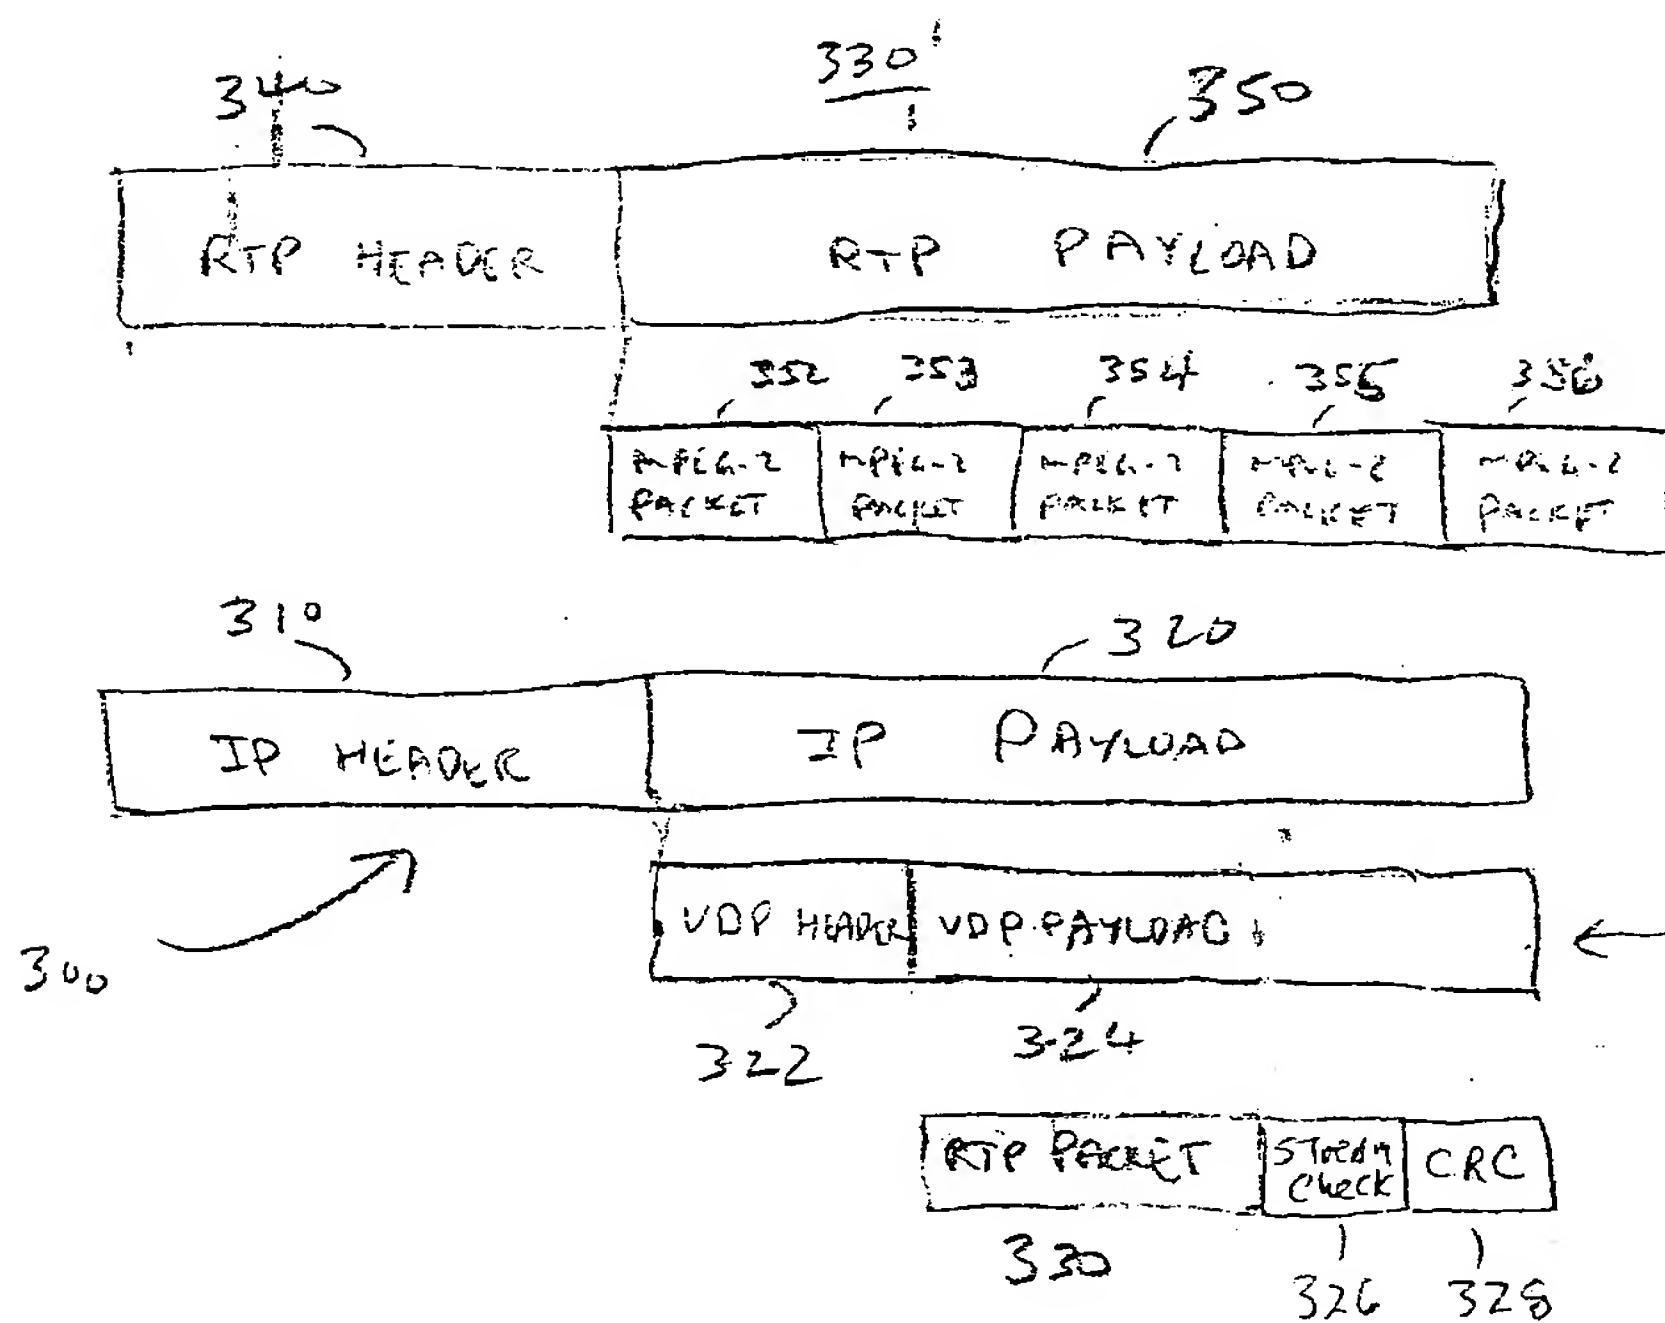 330
340 350
RTP HEADER RTP PAYLOAD
352 353 354 355 356
MPEG-2 MPEG-2 MPEG-2 MPEG-2 MPEG-2
PACKET PACKET PACKET PACKET PACKET
310 320
IP HEADER IP PAYLOAD
UDP HEADER UDP PAYLOAD
300
322 324
RTP PACKET Stream Check CRC
330 326 328